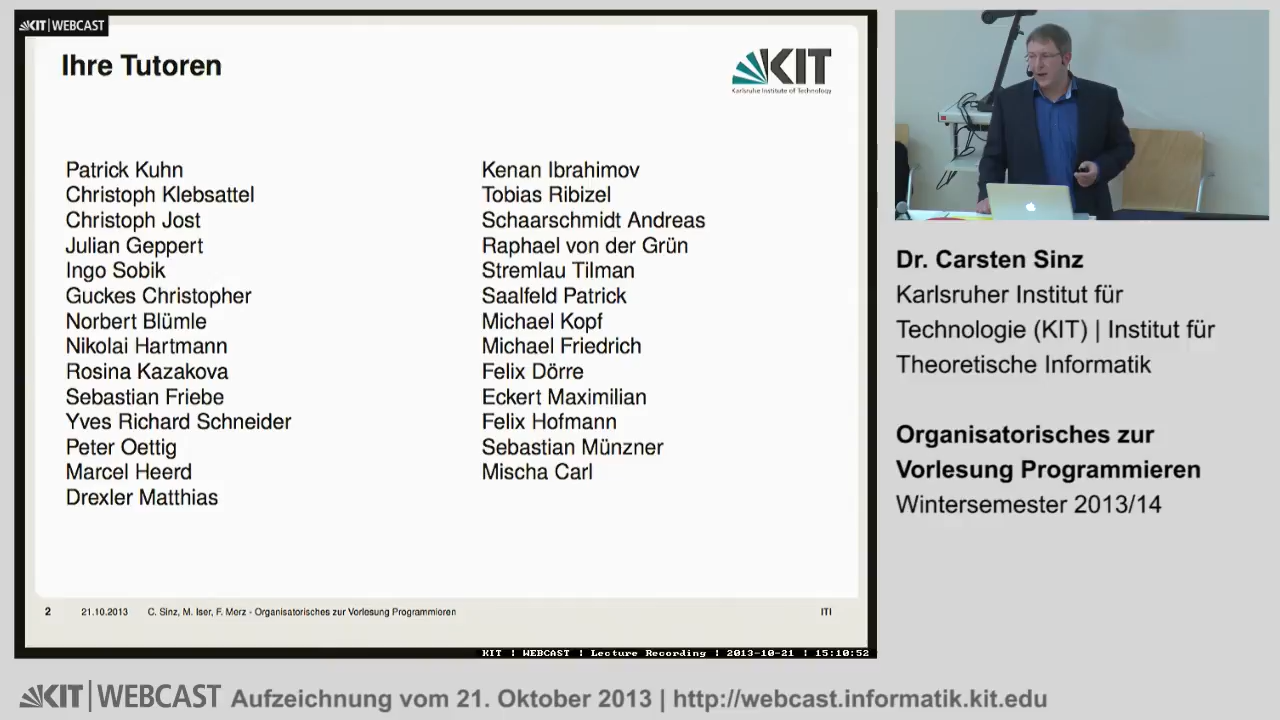 KIT | WEBCAST
Ihre Tutoren
KIT
Karlsruhe Institute of Technology
Patrick Kuhn
Christoph Klebsattel
Christoph Jost
Julian Geppert
Ingo Sobik
Guckes Christopher
Norbert Blümle
Nikolai Hartmann
Rosina Kazakova
Sebastian Friebe
Yves Richard Schneider
Peter Oettig
Marcel Heerd
Drexler Matthias
Kenan Ibrahimov
Tobias Ribizel
Schaarschmidt Andreas
Raphael von der Grün
Stremlau Tilman
Saalfeld Patrick
Michael Kopf
Michael Friedrich
Felix Dörre
Eckert Maximilian
Felix Hofmann
Sebastian Münzner
Mischa Carl
2 21.10.2013 C. Sinz, M. Iser, F. Merz - Organisatorisches zur Vorlesung Programmieren ITI
KIT | WEBCAST | Lecture Recording | 2013-10-21 | 15:10:52
Dr. Carsten Sinz
Karlsruher Institut für
Technologie (KIT) | Institut für
Theoretische Informatik
Organisatorisches zur
Vorlesung Programmieren
Wintersemester 2013/14
KIT | WEBCAST Aufzeichnung vom 21. Oktober 2013 | http://webcast.informatik.kit.edu